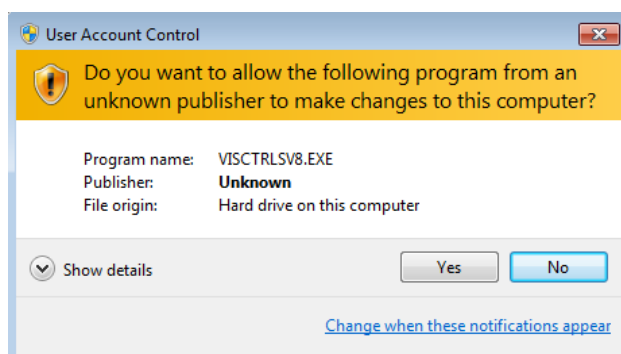 User Account Control
Do you want to allow the following program from an
unknown publisher to make changes to this computer?
Program name: VISCTRLSV8.EXE
Publisher: Unknown
File origin: Hard drive on this computer
Show details Yes No
Change when these notifications appear